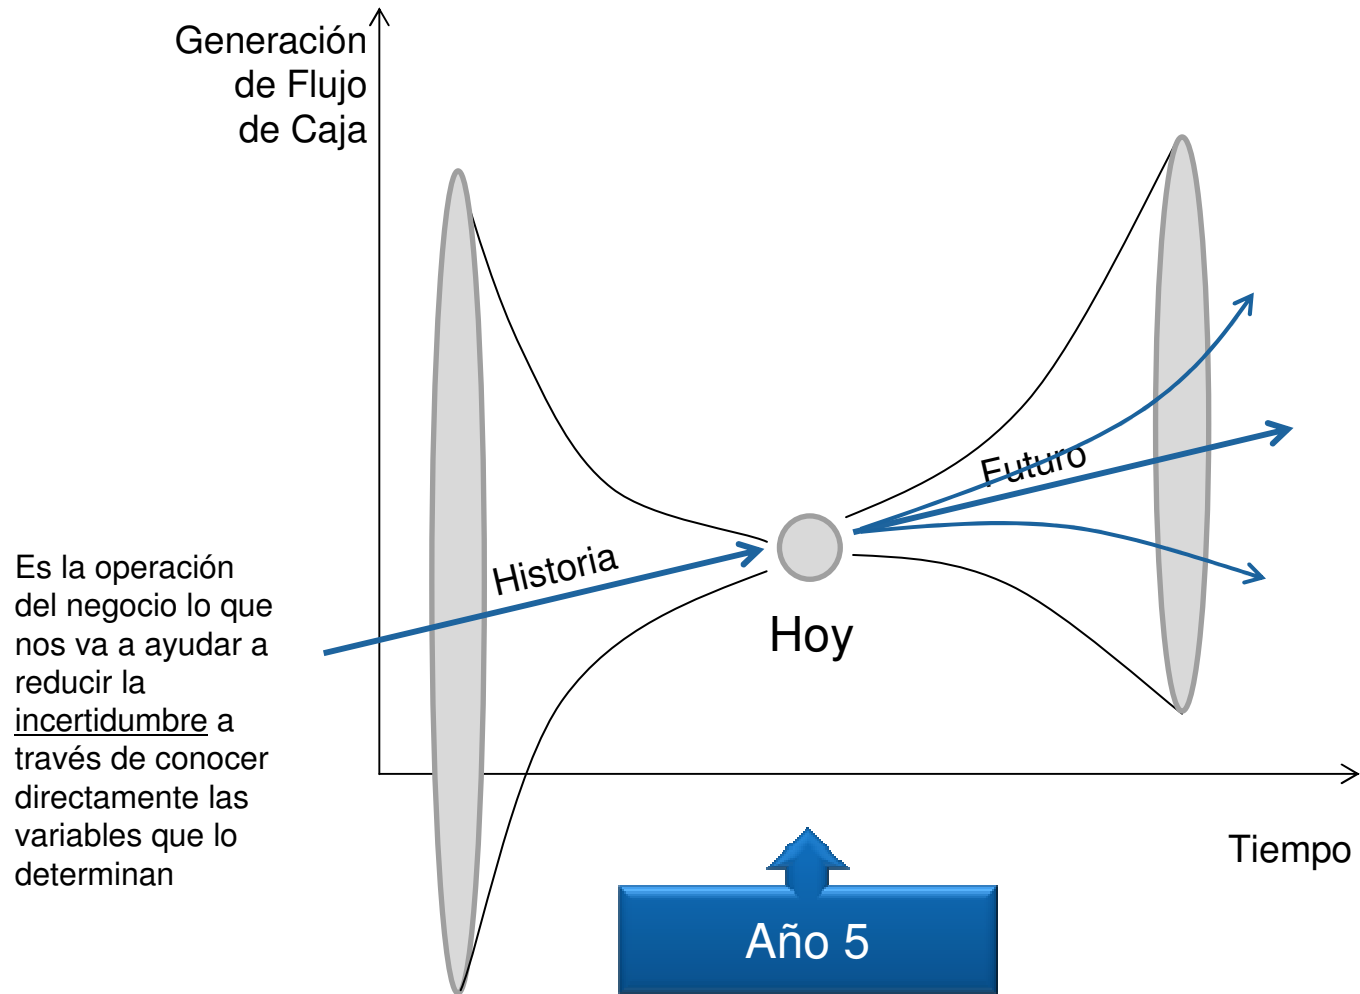 Generación
de Flujo
de Caja
Futuro
Historia
Hoy
Es la operación
del negocio lo que
nos va a ayudar a
reducir la
incertidumbre a
través de conocer
directamente las
variables que lo
determinan
Tiempo
Año 5